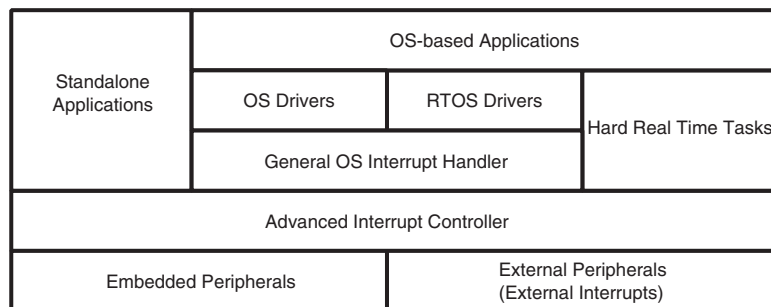 OS-based Applications
Standalone
Applications
OS Drivers
RTOS Drivers
Hard Real Time Tasks
General OS Interrupt Handler
Advanced Interrupt Controller
Embedded Peripherals
External Peripherals
(External Interrupts)